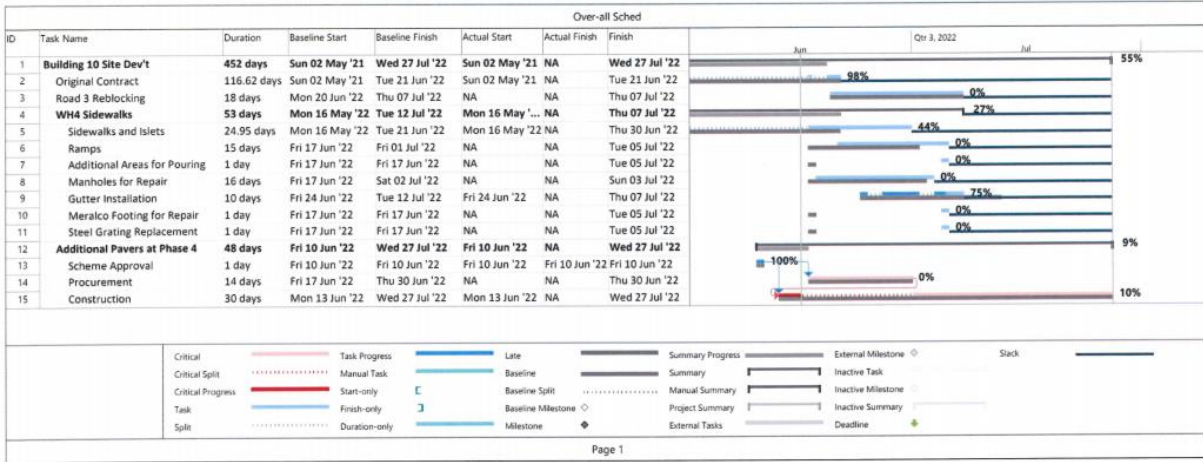 Over-all Sched
ID Task Name Duration Baseline Start Baseline Finish Actual Start Actual Finish Finish Qtr 3, 2022
Jun Jul
1 Building 10 Site Dev't 452 days Sun 02 May '21 Wed 27 Jul '22 Sun 02 May '21 NA Wed 27 Jul '22 55%
2 Original Contract 116.62 days Sun 02 May '21 Tue 21 Jun '22 Sun 02 May '21 NA Tue 21 Jun '22 98%
3 Road 3 Reblocking 18 days Mon 20 Jun '22 Thu 07 Jul '22 NA NA Thu 07 Jul '22 0%
4 WH4 Sidewalks 53 days Mon 16 May '22 Tue 12 Jul '22 Mon 16 May '... NA Thu 07 Jul '22 27%
5 Sidewalks and Islets 24.95 days Mon 16 May '22 Tue 21 Jun '22 Mon 16 May '22 NA Thu 30 Jun '22 44%
6 Ramps 15 days Fri 17 Jun '22 Fri 01 Jul '22 NA NA Tue 05 Jul '22 0%
7 Additional Areas for Pouring 1 day Fri 17 Jun '22 Fri 17 Jun '22 NA NA Tue 05 Jul '22 0%
8 Manholes for Repair 16 days Fri 17 Jun '22 Sat 02 Jul '22 NA NA Sun 03 Jul '22 0%
9 Gutter Installation 10 days Fri 24 Jun '22 Tue 12 Jul '22 Fri 24 Jun '22 NA Thu 07 Jul '22 75%
10 Meralco Footing for Repair 1 day Fri 17 Jun '22 Fri 17 Jun '22 NA NA Tue 05 Jul '22 0%
11 Steel Grating Replacement 1 day Fri 17 Jun '22 Fri 17 Jun '22 NA NA Tue 05 Jul '22 0%
12 Additional Pavers at Phase 4 48 days Fri 10 Jun '22 Wed 27 Jul '22 Fri 10 Jun '22 NA Wed 27 Jul '22 9%
13 Scheme Approval 1 day Fri 10 Jun '22 Fri 10 Jun '22 Fri 10 Jun '22 Fri 10 Jun '22 Fri 10 Jun '22 100%
14 Procurement 14 days Fri 17 Jun '22 Thu 30 Jun '22 NA NA Thu 30 Jun '22 0%
15 Construction 30 days Mon 13 Jun '22 Wed 27 Jul '22 Mon 13 Jun '22 NA Wed 27 Jul '22 10%
Critical Task Progress Late Summary Progress External Milestone Slack
Critical Split Manual Task Baseline Summary Inactive Task
Critical Progress Start-only Baseline Split Manual Summary Inactive Milestone
Task Finish-only Baseline Milestone Project Summary Inactive Summary
Split Duration-only Milestone External Tasks Deadline
Page 1